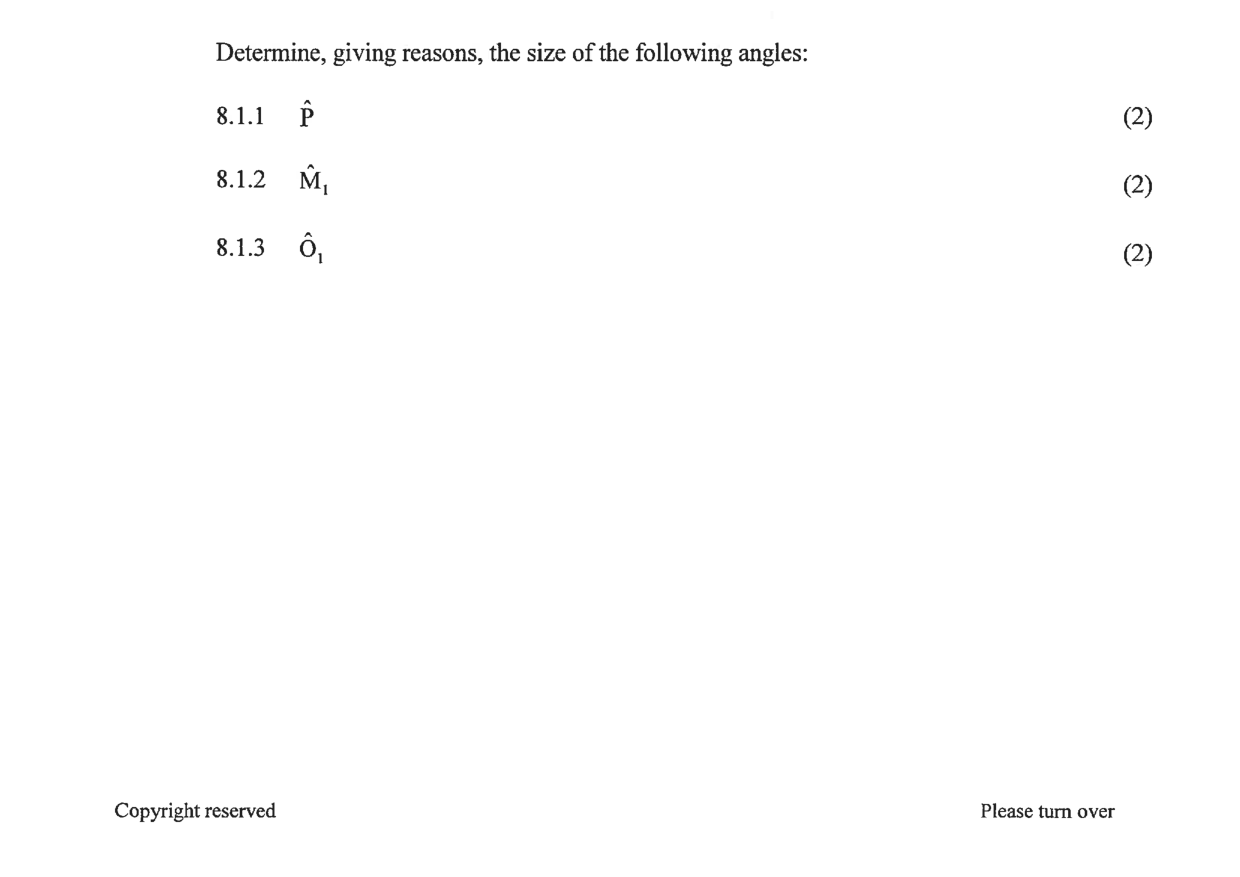 Determine, giving reasons, the size of the following angles:
8.1.1 P̂ (2)
8.1.2 M̂₁ (2)
8.1.3 Ô₁ (2)
Copyright reserved Please turn over